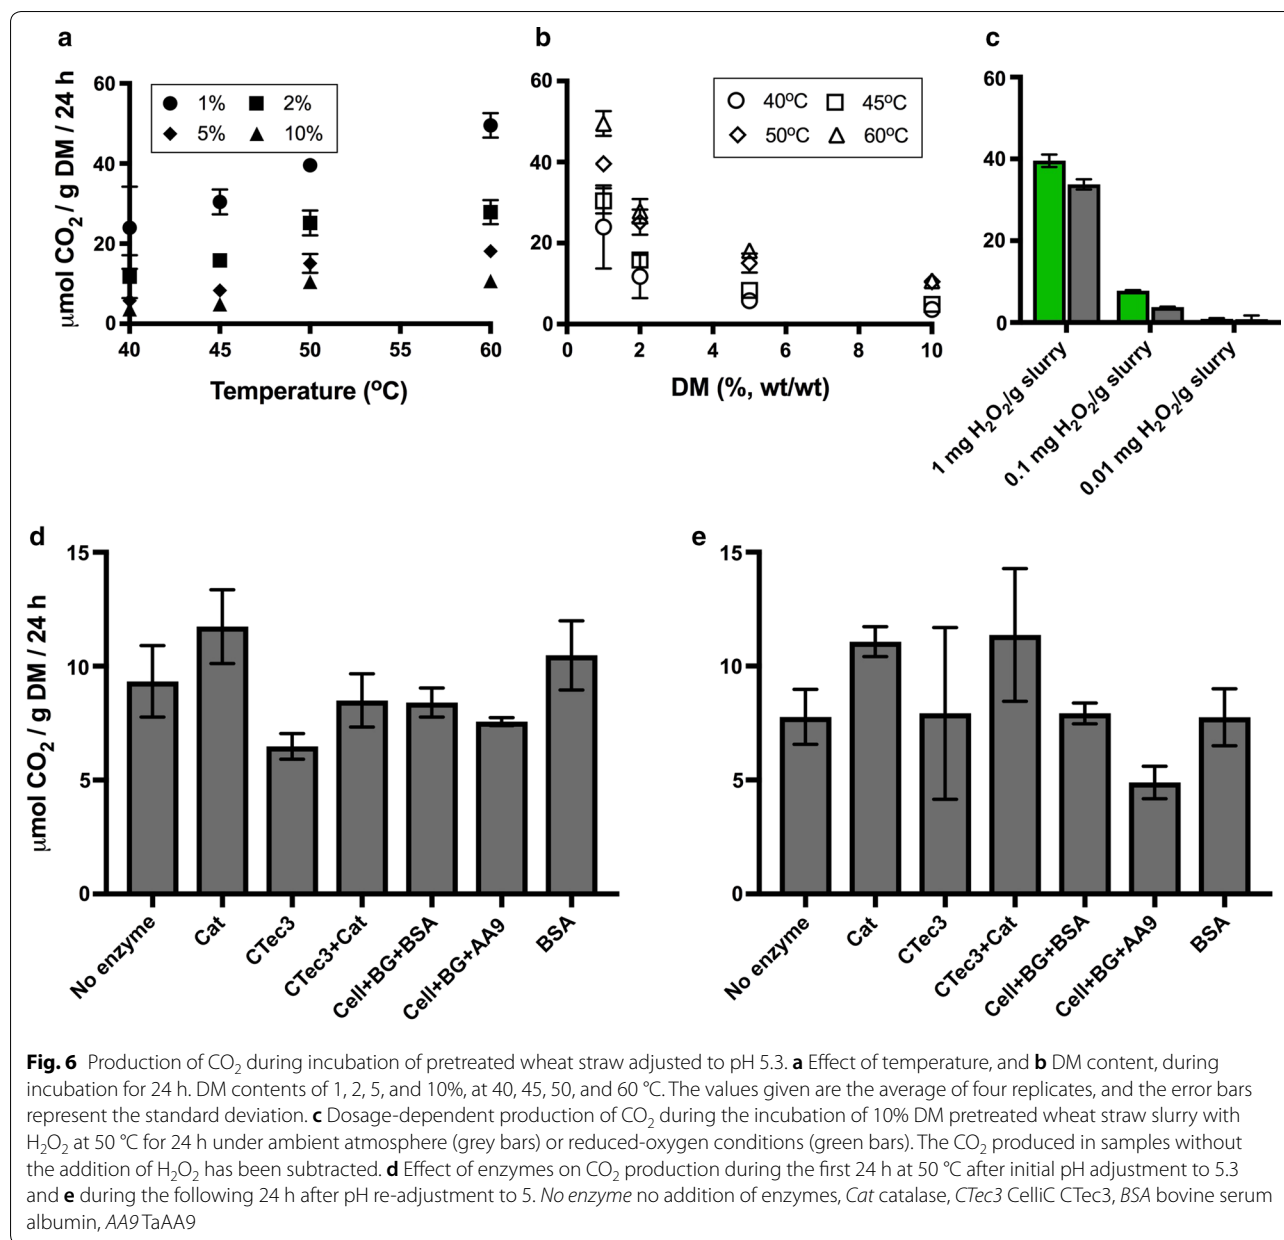 a
μmol CO₂ / g DM / 24 h
60
40
20
0
1% 2%
5% 10%
40 45 50 55 60
Temperature (ºC)
b
60
40
20
0
40ºC 45ºC
50ºC 60ºC
0 2 4 6 8 10
DM (%, wt/wt)
c
60
40
20
0
1 mg H₂O₂/g slurry
0.1 mg H₂O₂/g slurry
0.01 mg H₂O₂/g slurry
d
μmol CO₂ / g DM / 24 h
15
10
5
0
No enzyme
Cat
CTec3
CTec3+Cat
Cell+BG+BSA
Cell+BG+AA9
BSA
e
15
10
5
0
No enzyme
Cat
CTec3
CTec3+Cat
Cell+BG+BSA
Cell+BG+AA9
BSA
Fig. 6 Production of CO₂ during incubation of pretreated wheat straw adjusted to pH 5.3. a Effect of temperature, and b DM content, during
incubation for 24 h. DM contents of 1, 2, 5, and 10%, at 40, 45, 50, and 60 °C. The values given are the average of four replicates, and the error bars
represent the standard deviation. c Dosage-dependent production of CO₂ during the incubation of 10% DM pretreated wheat straw slurry with
H₂O₂ at 50 °C for 24 h under ambient atmosphere (grey bars) or reduced-oxygen conditions (green bars). The CO₂ produced in samples without
the addition of H₂O₂ has been subtracted. d Effect of enzymes on CO₂ production during the first 24 h at 50 °C after initial pH adjustment to 5.3
and e during the following 24 h after pH re-adjustment to 5. No enzyme no addition of enzymes, Cat catalase, CTec3 CelliC CTec3, BSA bovine serum
albumin, AA9 TaAA9